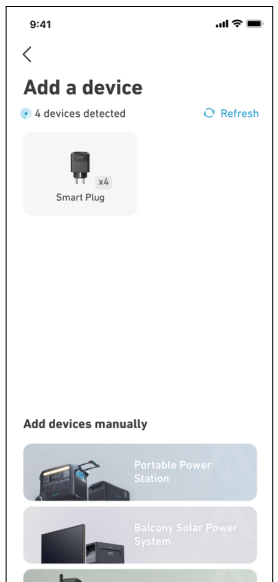 9:41
Add a device
4 devices detected
Refresh
x4
Smart Plug
Add devices manually
Portable Power
Station
Balcony Solar Power
System